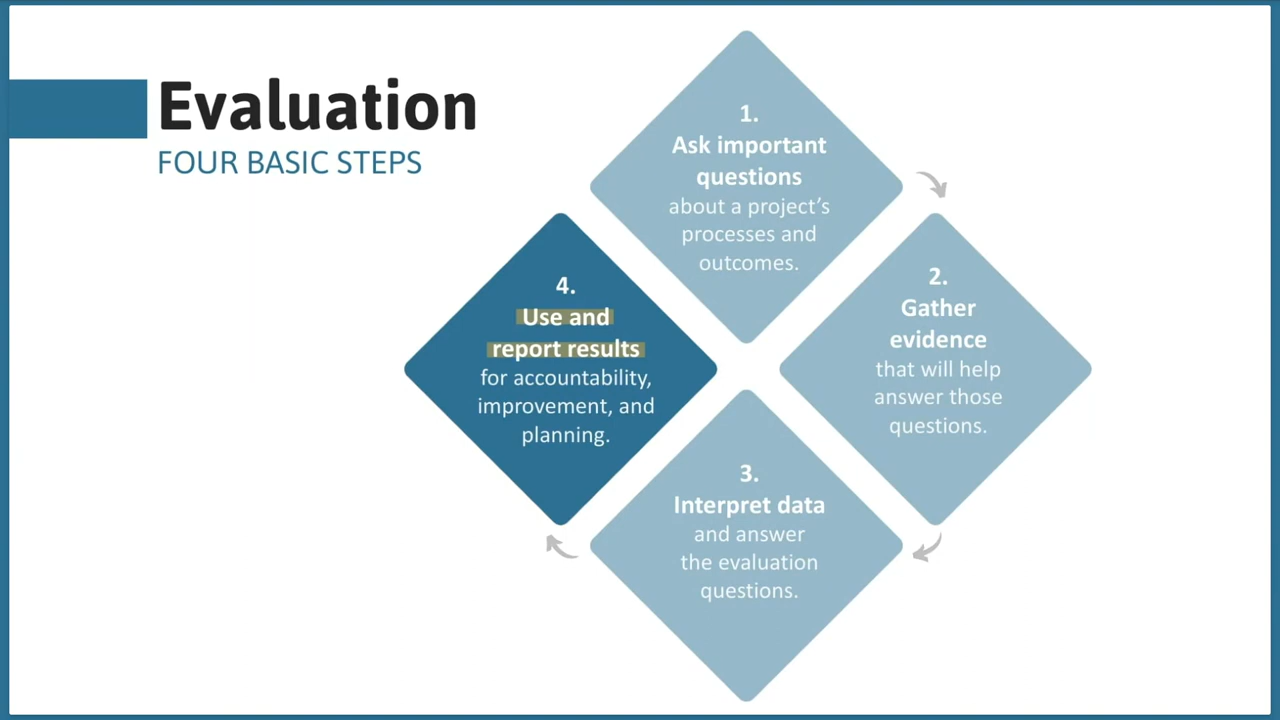 Evaluation
FOUR BASIC STEPS
1.
Ask important
questions
about a project’s
processes and
outcomes.
2.
Gather
evidence
that will help
answer those
questions.
3.
Interpret data
and answer
the evaluation
questions.
4.
Use and
report results
for accountability,
improvement, and
planning.